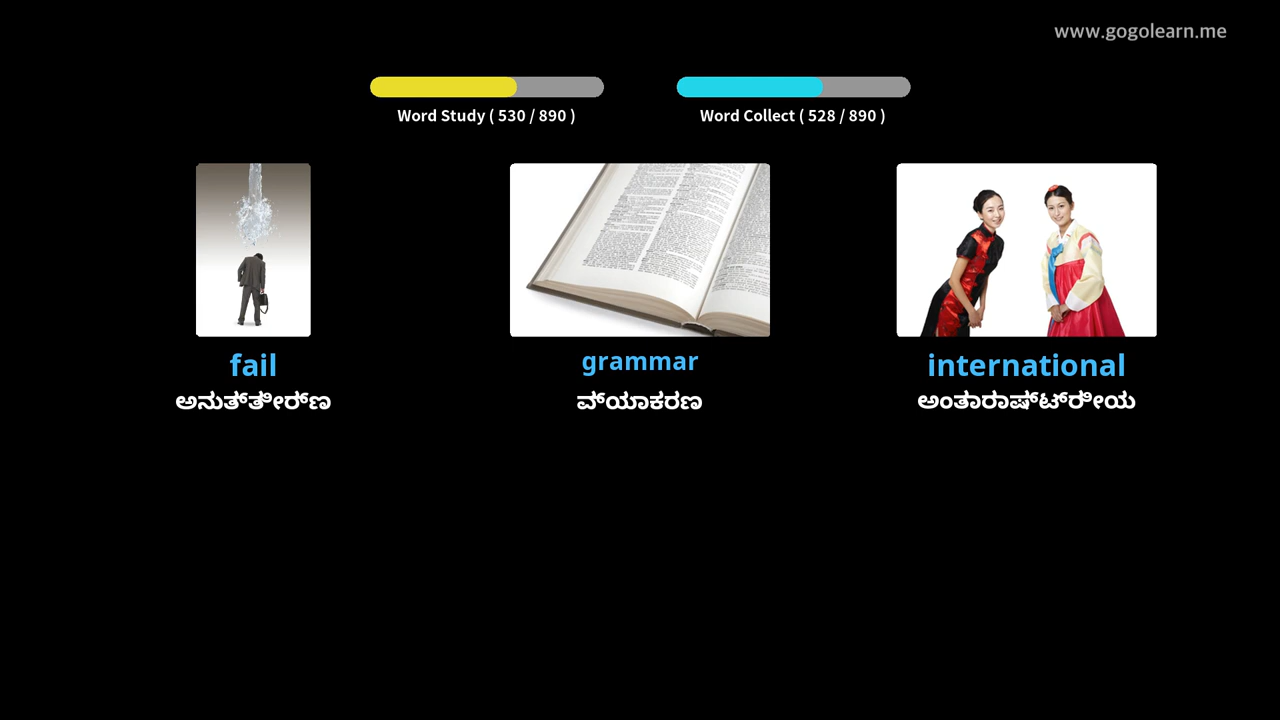 www.gogolearn.me
Word Study ( 530 / 890 )
Word Collect ( 528 / 890 )
fail
grammar
international
ಅನುತ್ತೀರ್ಣ
ವ್ಯಾಕರಣ
ಅಂತಾರಾಷ್ಟ್ರೀಯ